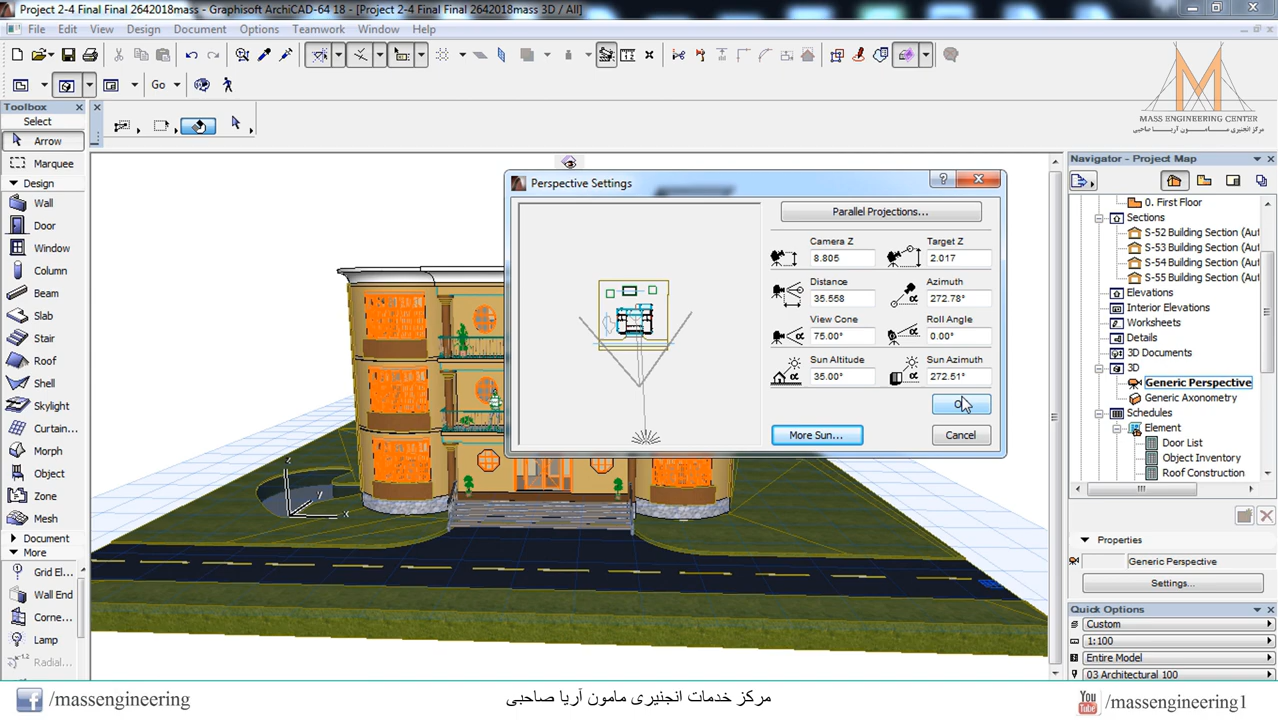 Project 2-4 Final Final 2642018mass - Graphisoft ArchiCAD-64 18 - [Project 2-4 Final Final 2642018mass 3D / All]
File Edit View Design Document Options Teamwork Window Help
Go
MASS ENGINEERING CENTER
مرکز انجنیری مامون آریا صاحبی
Toolbox
Select
Arrow
Marquee
Design
Wall
Door
Window
Column
Beam
Slab
Stair
Roof
Shell
Skylight
Curtain...
Morph
Object
Zone
Mesh
Document
More
Grid El...
Wall End
Corne...
Lamp
Radial...
Perspective Settings
Parallel Projections...
Camera Z
8.805
Target Z
2.017
Distance
35.558
Azimuth
272.78°
View Cone
75.00°
Roll Angle
0.00°
Sun Altitude
35.00°
Sun Azimuth
272.51°
More Sun...
Cancel
z
y
x
Navigator - Project Map
0. First Floor
Sections
S-52 Building Section (Aut
S-53 Building Section (Aut
S-54 Building Section (Aut
S-55 Building Section (Aut
Elevations
Interior Elevations
Worksheets
Details
3D Documents
3D
Generic Perspective
Generic Axonometry
Schedules
Element
Door List
Object Inventory
Roof Construction
Properties
Generic Perspective
Settings...
Quick Options
Custom
1:100
Entire Model
03 Architectural 100
/massengineering
مرکز خدمات انجنیری مامون آریا صاحبی
You
Tube
/massengineering1